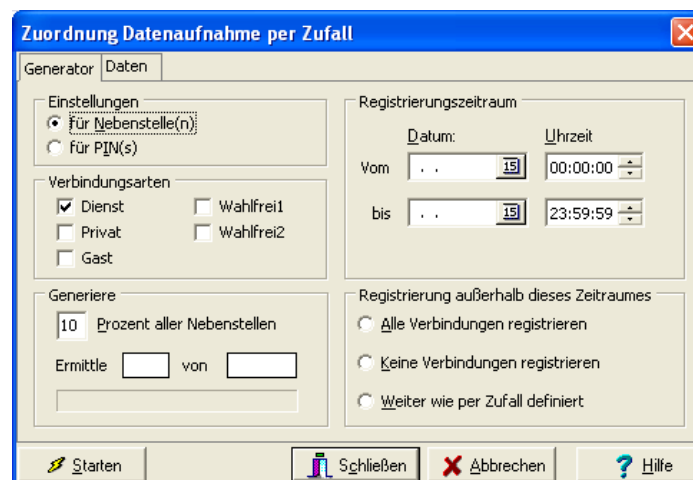 Zuordnung Datenaufnahme per Zufall
Generator Daten
Einstellungen
für Nebenstelle(n)
für PIN(s)
Verbindungsarten
Dienst Wahlfrei1
Privat Wahlfrei2
Gast
Generiere
10 Prozent aller Nebenstellen
Ermittle von
Registrierungszeitraum
Datum: Uhrzeit
Vom . . 15 00:00:00
bis . . 15 23:59:59
Registrierung außerhalb dieses Zeitraumes
Alle Verbindungen registrieren
Keine Verbindungen registrieren
Weiter wie per Zufall definiert
Starten Schließen Abbrechen Hilfe